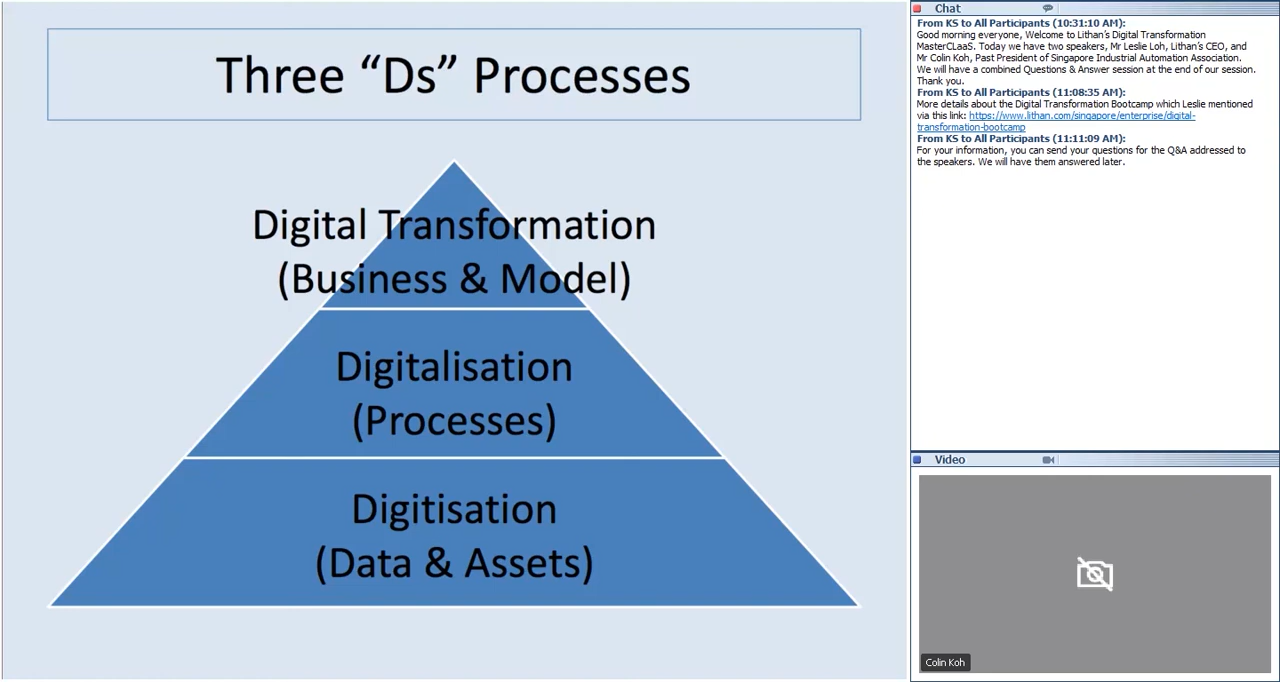 Three “Ds” Processes
Digital Transformation
(Business & Model)
Digitalisation
(Processes)
Digitisation
(Data & Assets)
Chat
From KS to All Participants (10:31:10 AM):
Good morning everyone, Welcome to Lithan's Digital Transformation
MasterCLaaS. Today we have two speakers, Mr Leslie Loh, Lithan's CEO, and
Mr Colin Koh, Past President of Singapore Industrial Automation Association.
We will have a combined Questions & Answer session at the end of our session.
Thank you.
From KS to All Participants (11:08:35 AM):
More details about the Digital Transformation Bootcamp which Leslie mentioned
via this link: https://www.lithan.com/singapore/enterprise/digital-
transformation-bootcamp
From KS to All Participants (11:11:09 AM):
For your information, you can send your questions for the Q&A addressed to
the speakers. We will have them answered later.
Video
Colin Koh